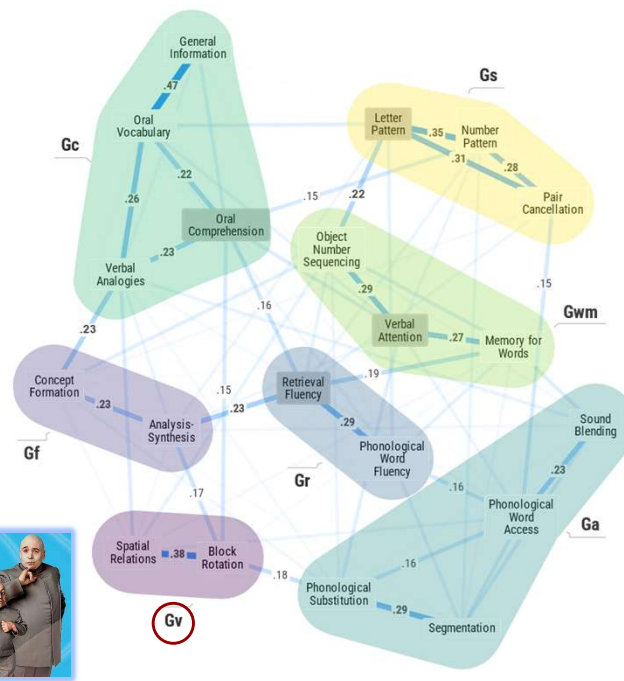 General
Information
.47
Gs
Oral
Vocabulary
Letter
Pattern
.35
Number
Pattern
.31
.28
Gc
.22
.26
.15
.22
Pair
Cancellation
Oral
Comprehension
.23
Object
Number
Sequencing
Verbal
Analogies
.29
.15
.16
Gwm
.23
Verbal
Attention
.27
Memory for
Words
.19
Concept
Formation
.23
.15
.23
Retrieval
Fluency
Analysis-
Synthesis
.29
Sound
Blending
Gf
Phonological
Word
Fluency
.23
Gr
.17
.16
Phonological
Word
Access
Ga
Spatial
Relations
.38
Block
Rotation
.16
.18
Phonological
Substitution
.29
Segmentation
Gv